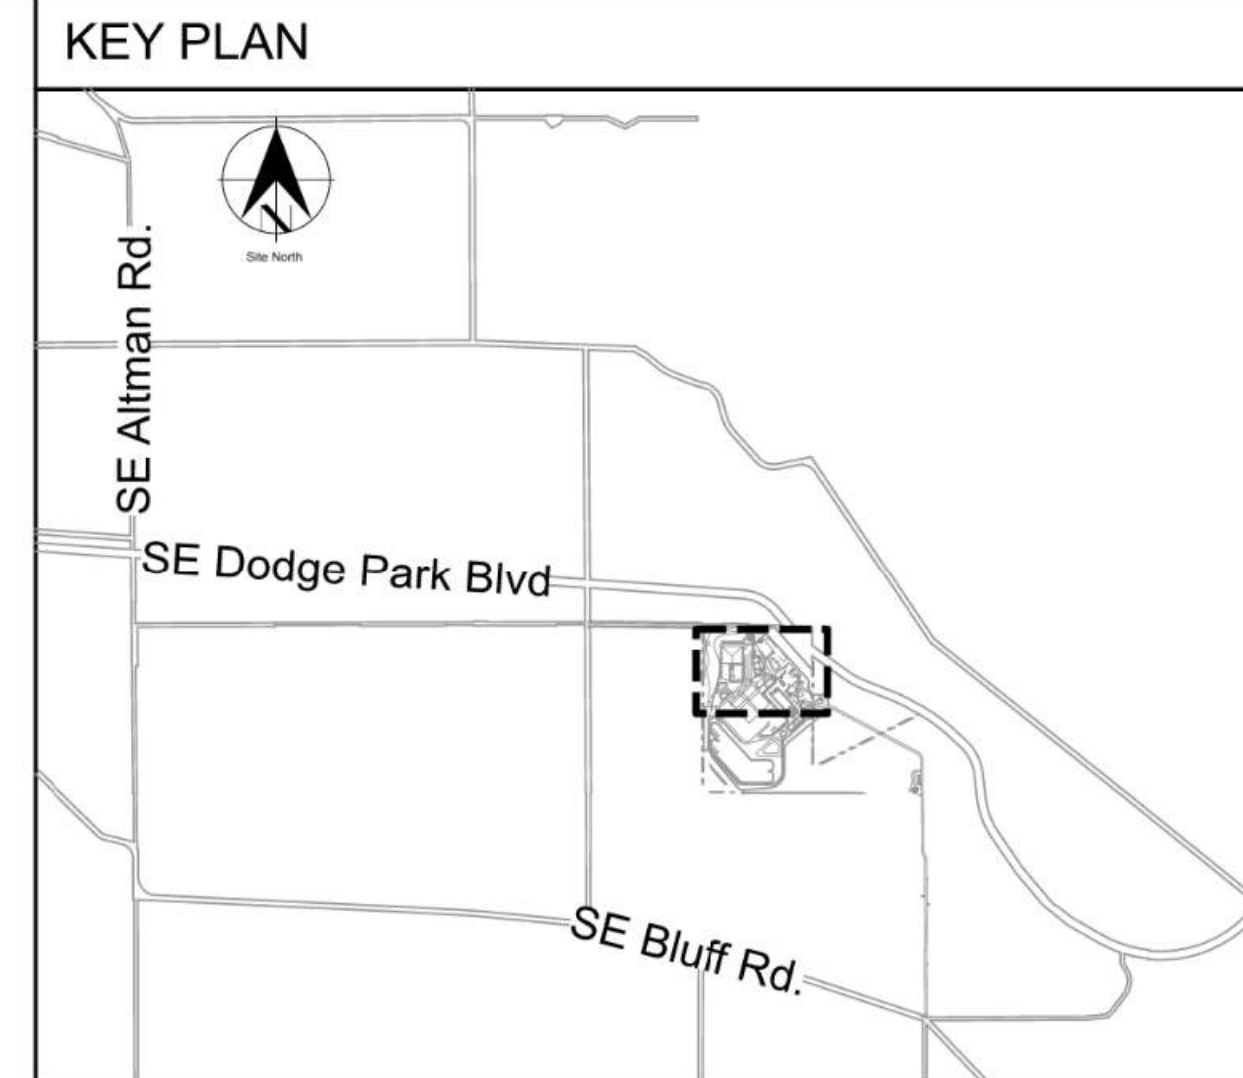 KEY PLAN
N
Site North
SE Altman Rd.
SE Dodge Park Blvd
SE Bluff Rd.